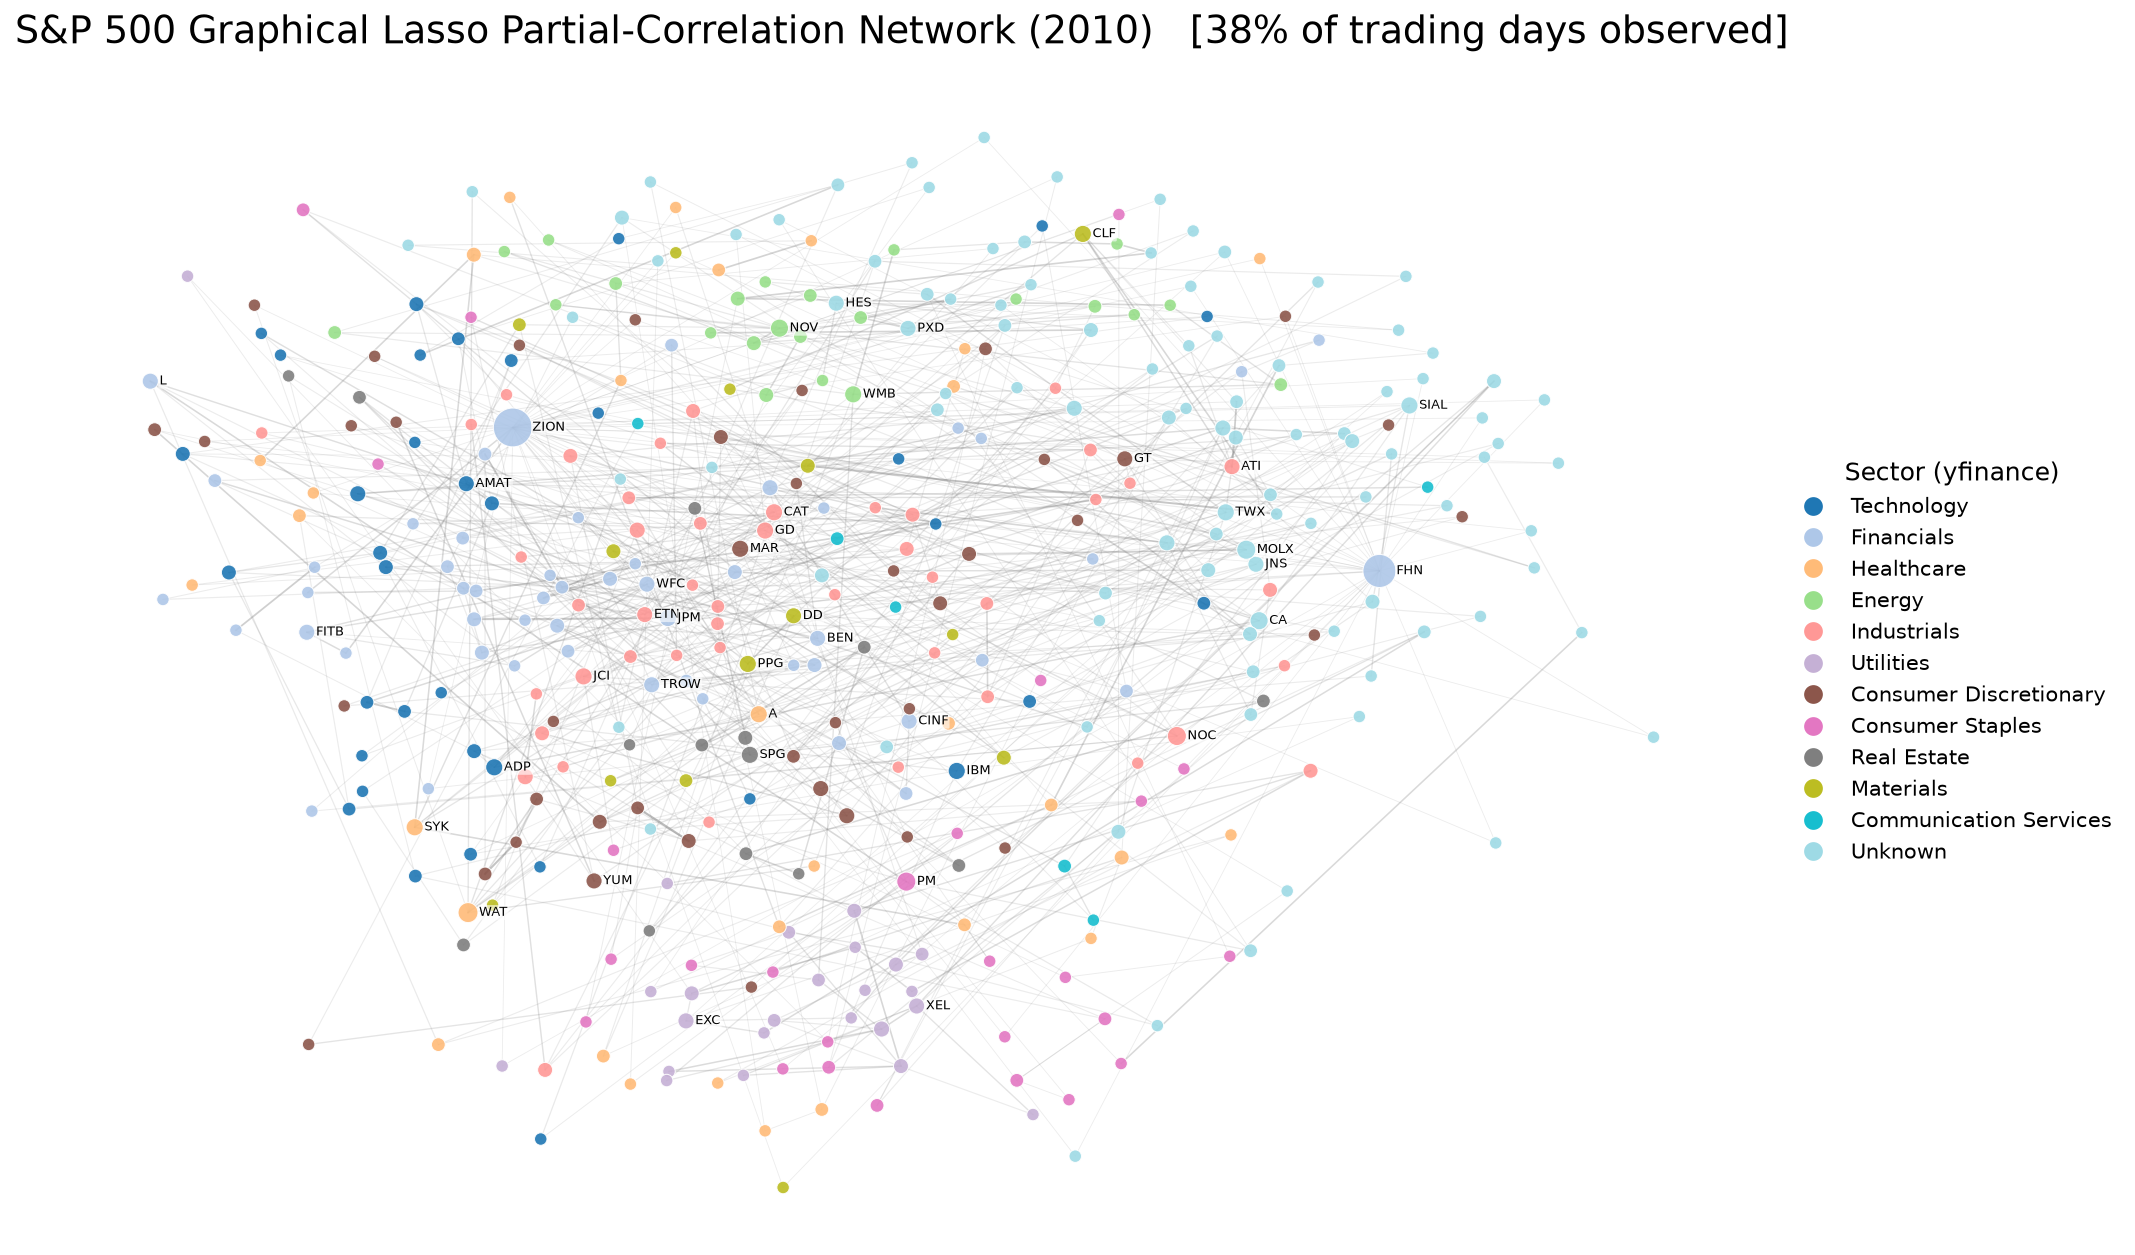 S&P 500 Graphical Lasso Partial-Correlation Network (2010)   [38% of trading days observed]
CLF
HES
NOV
PXD
L
WMB
SIAL
ZION
GT
ATI
AMAT
CAT
TWX
GD
MAR
MOLX
JNS
FHN
WFC
ETN
JPM
DD
CA
FITB
BEN
PPG
JCI
TROW
A
CINF
NOC
SPG
ADP
IBM
SYK
YUM
PM
WAT
XEL
EXC
Sector (yfinance)
Technology
Financials
Healthcare
Energy
Industrials
Utilities
Consumer Discretionary
Consumer Staples
Real Estate
Materials
Communication Services
Unknown